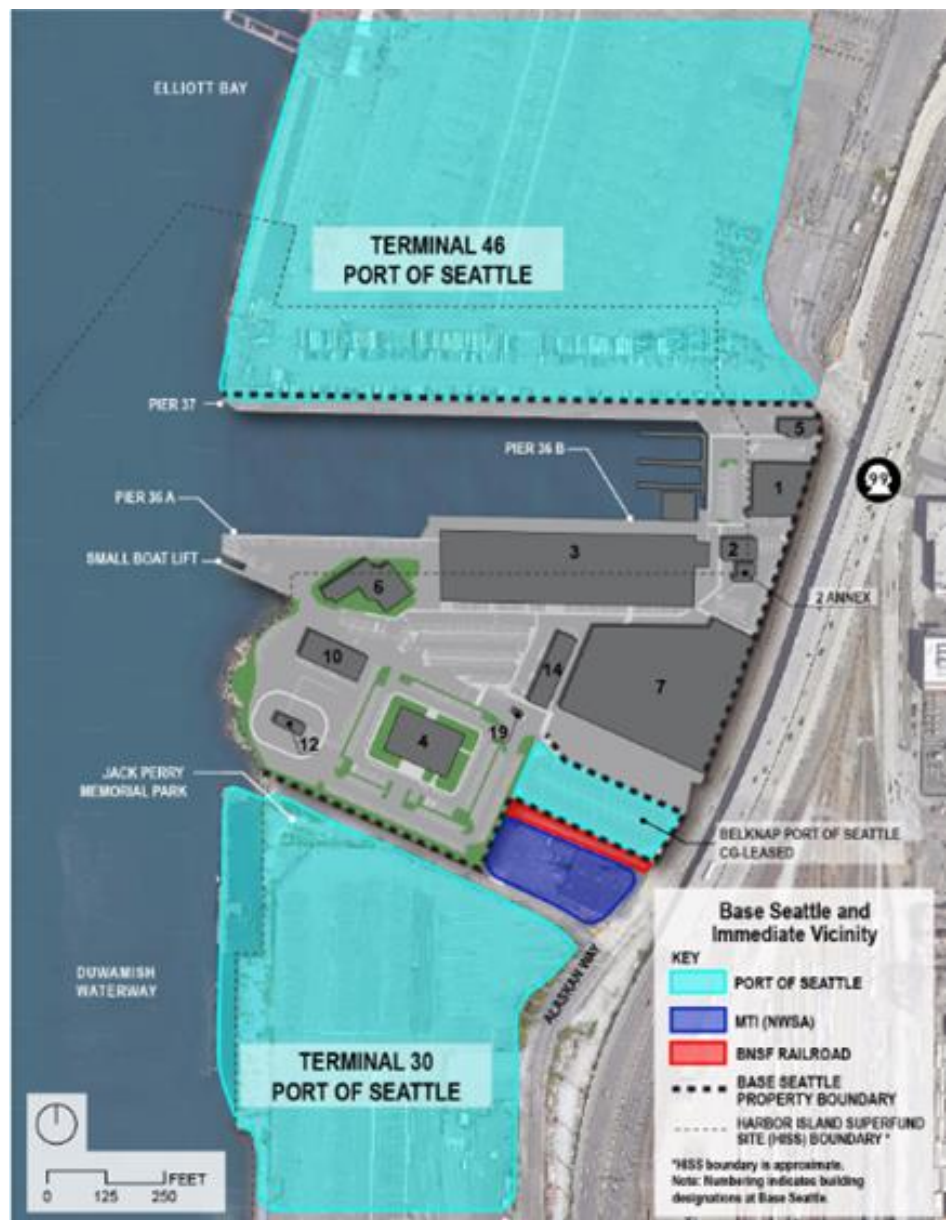 ELLIOTT BAY
TERMINAL 46
PORT OF SEATTLE
PIER 37
5
PIER 36 B
99
1
PIER 36 A
3
2
SMALL BOAT LIFT
6
2 ANNEX
10
14
7
19
4
12
JACK PERRY
MEMORIAL PARK
BELKNAP PORT OF SEATTLE
CG-LEASED
Base Seattle and
Immediate Vicinity
KEY
PORT OF SEATTLE
MTI (NWSA)
BNSF RAILROAD
BASE SEATTLE
PROPERTY BOUNDARY
HARBOR ISLAND SUPERFUND
SITE (HISS) BOUNDARY *
*HISS boundary is approximate.
Note: Numbering indicates building
designations at Base Seattle.
DUWAMISH
WATERWAY
ALASKAN WAY
TERMINAL 30
PORT OF SEATTLE
FEET
0 125 250